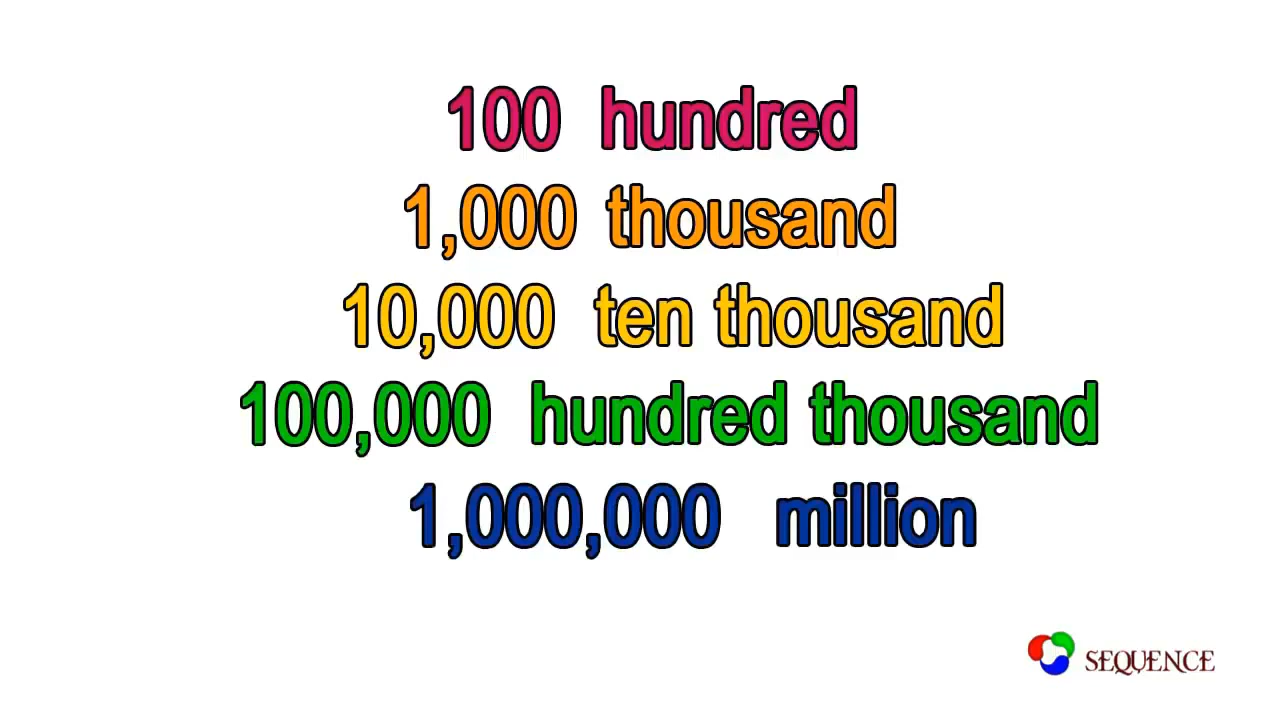 100 hundred
1,000 thousand
10,000 ten thousand
100,000 hundred thousand
1,000,000 million
SEQUENCE